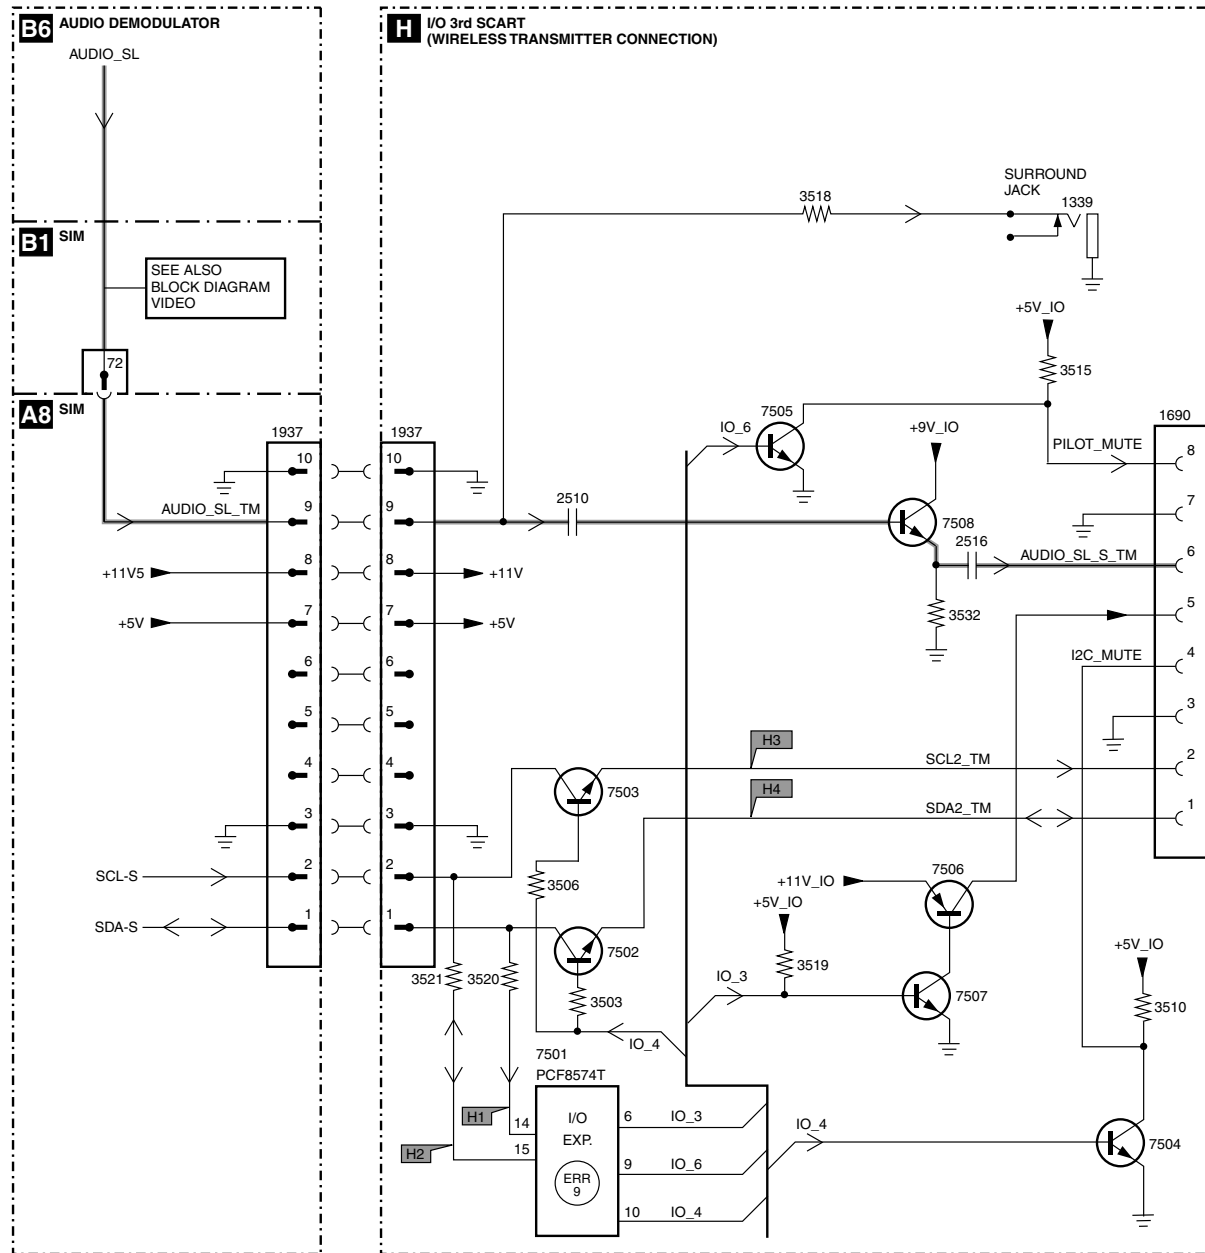 B6 AUDIO DEMODULATOR
AUDIO_SL
B1 SIM
SEE ALSO
BLOCK DIAGRAM
VIDEO
72
A8 SIM
1937
10
9
8
7
6
5
4
3
2
1
AUDIO_SL_TM
+11V5
+5V
SCL-S
SDA-S
H I/O 3rd SCART
(WIRELESS TRANSMITTER CONNECTION)
1937
10
9
8
7
6
5
4
3
2
1
+11V
+5V
3518
SURROUND
JACK
1339
+5V_IO
3515
7505
IO_6
+9V_IO
PILOT_MUTE
2510
7508
2516
AUDIO_SL_S_TM
3532
I2C_MUTE
1690
8
7
6
5
4
3
2
1
H3
SCL2_TM
7503
H4
SDA2_TM
3506
+11V_IO
7506
+5V_IO
3519
7502
IO_3
7507
3521
3520
3503
IO_4
+5V_IO
3510
7501
PCF8574T
H1
H2
14
15
I/O
EXP.
ERR
9
6
IO_3
9
IO_6
10
IO_4
IO_4
7504